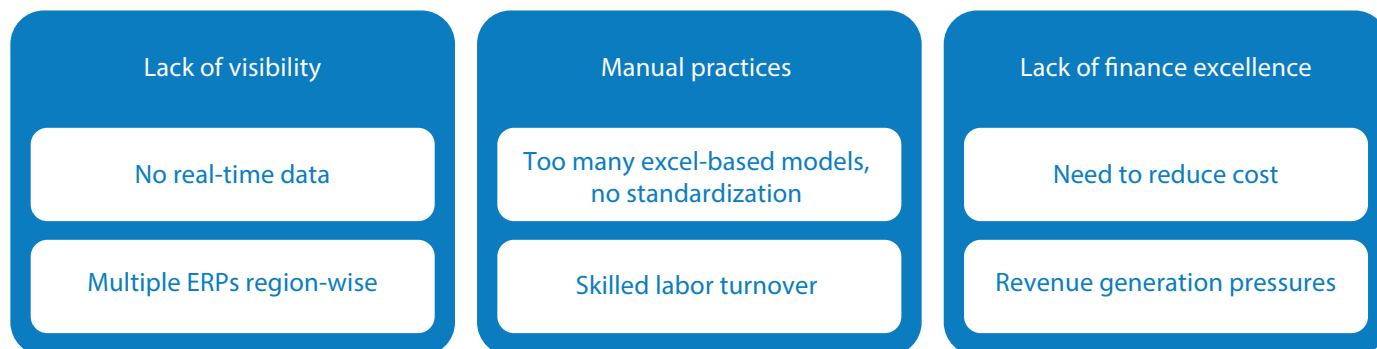 Lack of visibility
No real-time data
Multiple ERPs region-wise
Manual practices
Too many excel-based models,
no standardization
Skilled labor turnover
Lack of finance excellence
Need to reduce cost
Revenue generation pressures